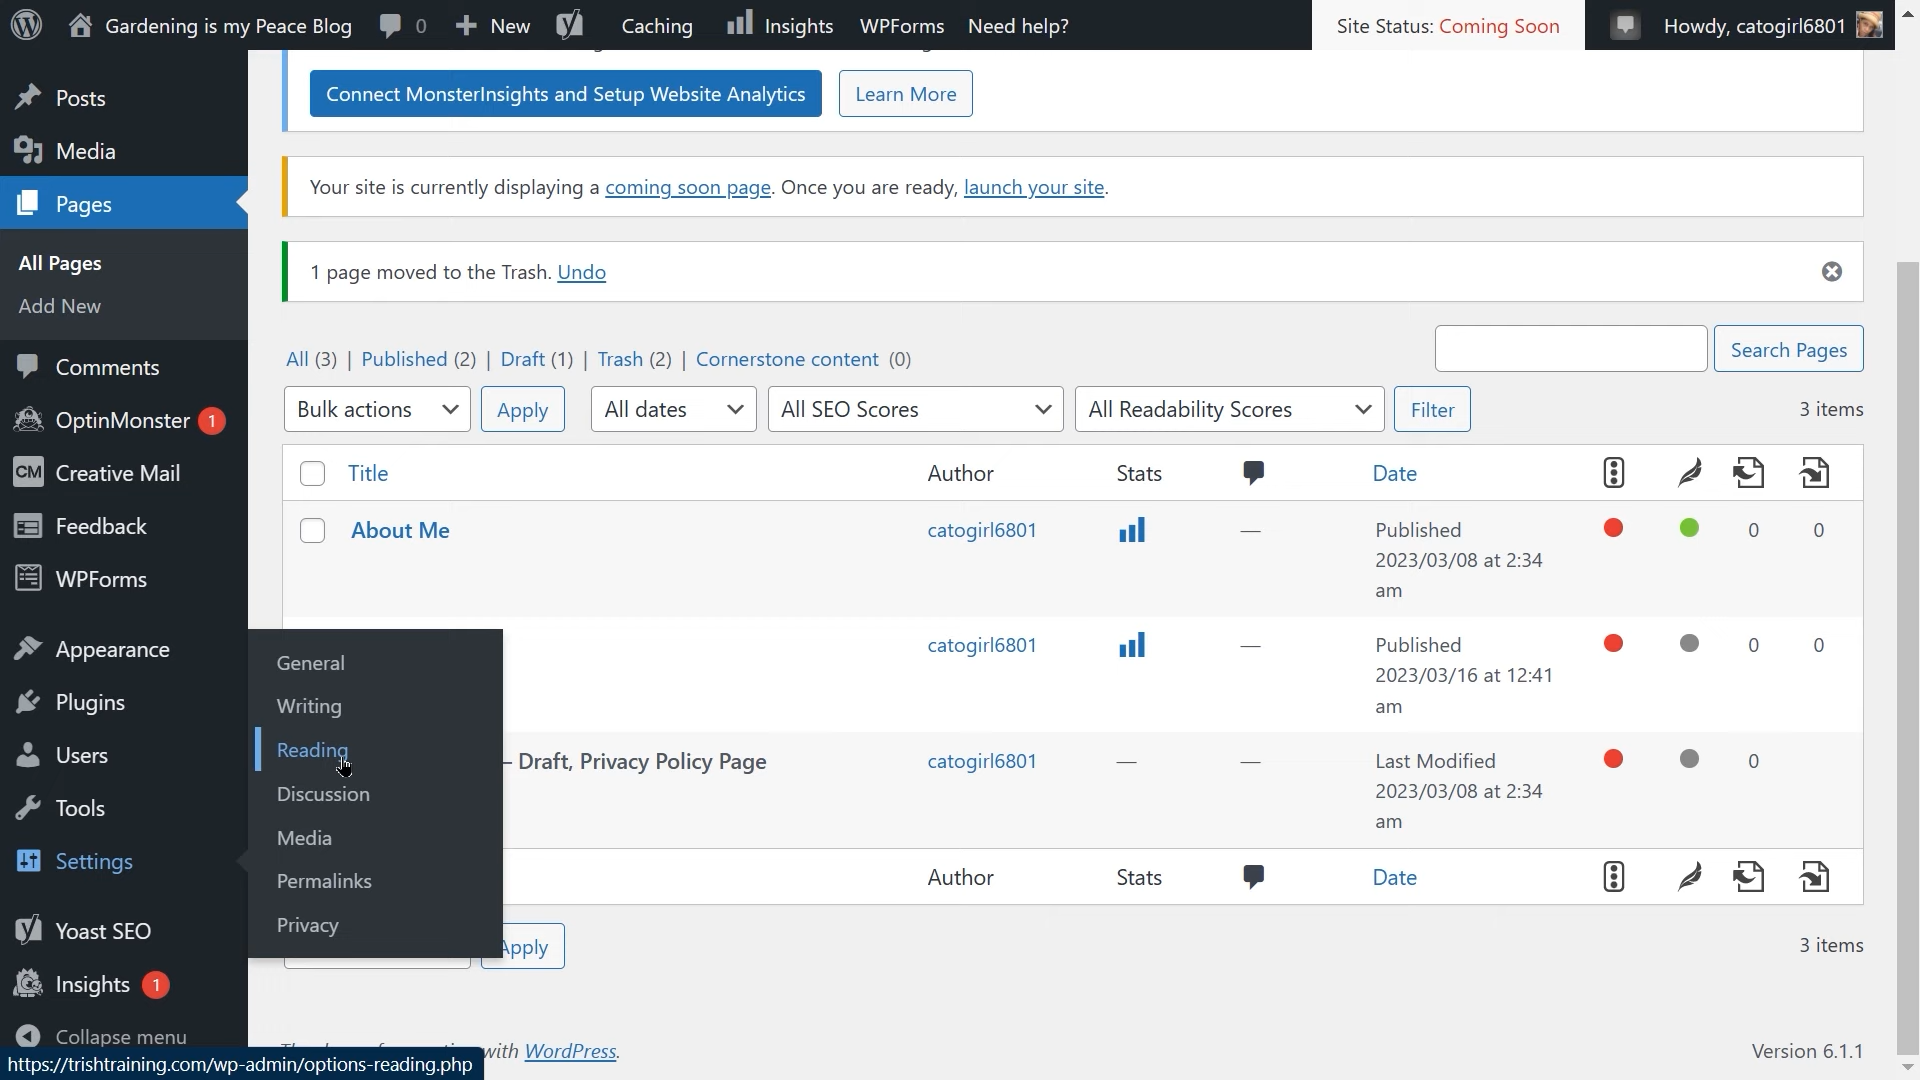 Gardening is my Peace Blog 0 New Caching Insights WPForms Need help? Site Status: Coming Soon Howdy, catogirl6801
Posts
Media
Pages
All Pages
Add New
Comments
OptinMonster 1
Creative Mail
Feedback
WPForms
Appearance
Plugins
Users
Tools
Settings
Yoast SEO
Insights 1
Collapse menu
General
Writing
Reading
Discussion
Media
Permalinks
Privacy
Connect MonsterInsights and Setup Website Analytics Learn More
Your site is currently displaying a coming soon page. Once you are ready, launch your site.
1 page moved to the Trash. Undo
All (3) | Published (2) | Draft (1) | Trash (2) | Cornerstone content (0)
Search Pages
Bulk actions Apply All dates All SEO Scores All Readability Scores Filter 3 items
Title Author Stats Date
About Me catogirl6801 — Published 0 0
2023/03/08 at 2:34
am
catogirl6801 — Published 0 0
2023/03/16 at 12:41
am
— Draft, Privacy Policy Page catogirl6801 — — Last Modified 0
2023/03/08 at 2:34
am
Author Stats Date
Apply 3 items
with WordPress. Version 6.1.1
https://trishtraining.com/wp-admin/options-reading.php